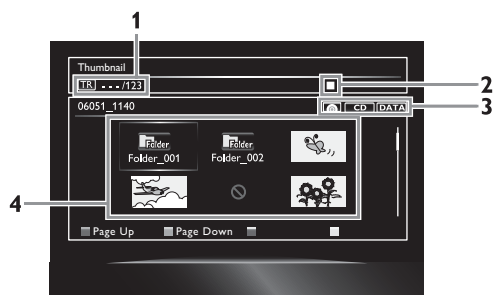 1
Thumbnail
TR ---/123
2
06051_1140
CD DATA
3
Folder Folder
Folder_001 Folder_002
4
Page Up Page Down